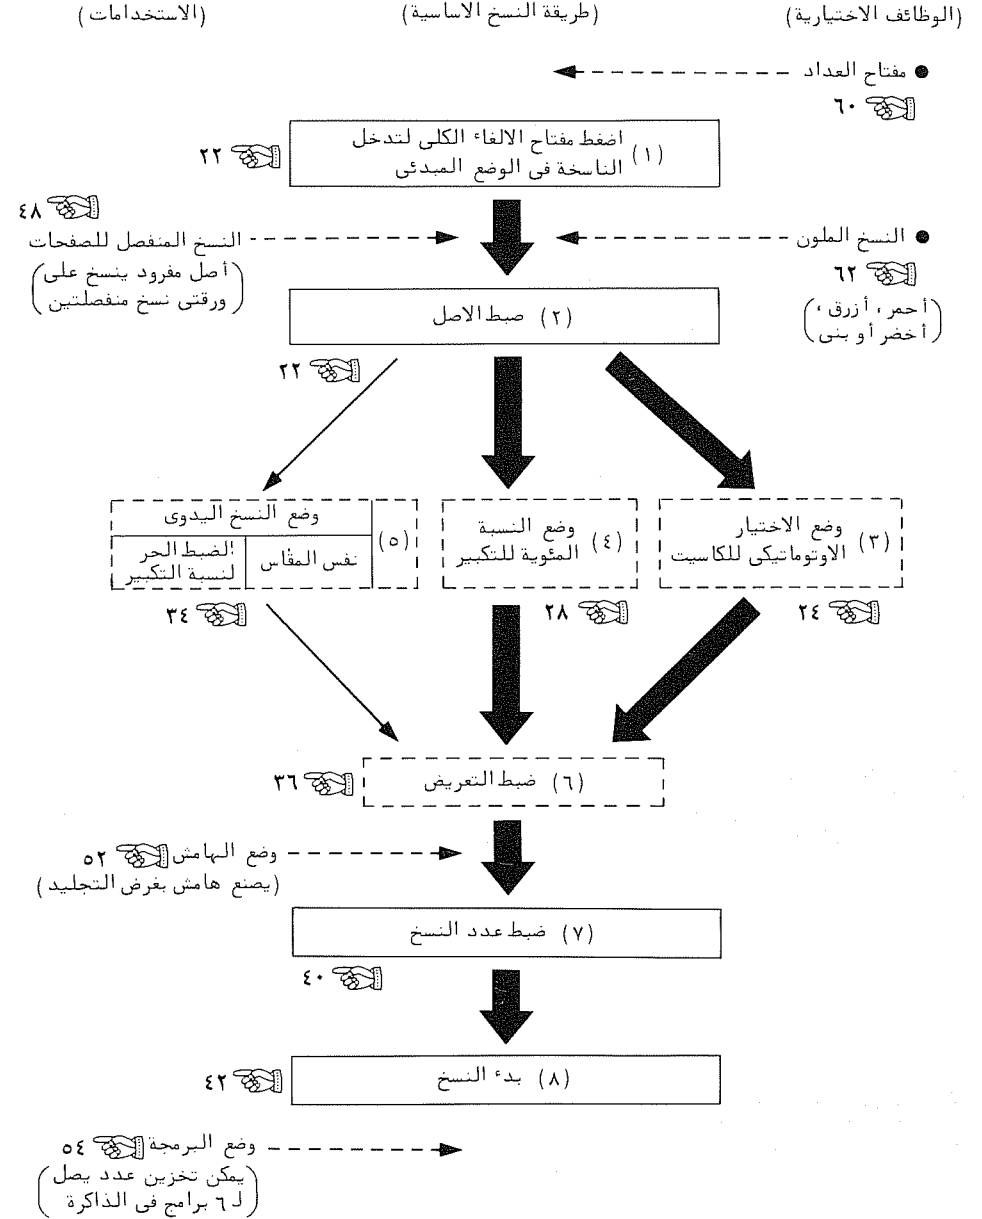 (الوظائف الاختيارية)
(طريقة النسخ الاساسية)
(الاستخدامات)
● مفتاح العداد
٦٠
(١) اضغط مفتاح الالغاء الكلى لتدخل
الناسخة فى الوضع المبدئى
٢٢
● النسخ الملون
٦٢
(أحمر، أزرق،
أخضر أو بنى)
٤٨
النسخ المنفصل للصفحات
(أصل مفرود ينسخ على
ورقتى نسخ منفصلتين)
(٢) ضبط الاصل
٢٢
(٣) وضع الاختيار
الاوتوماتيكى للكاسيت
٢٤
(٤) وضع النسبة
المئوية للتكبير
٢٨
(٥) وضع النسخ اليدوى
نفس المقاس
الضبط الحر
لنسبة التكبير
٣٤
(٦) ضبط التعريض
٣٦
وضع الهامش ٥٢
(يصنع هامش بغرض التجليد)
(٧) ضبط عدد النسخ
٤٠
(٨) بدء النسخ
٤٢
وضع البرمجة ٥٤
(يمكن تخزين عدد يصل
لـ ٦ برامج فى الذاكرة)